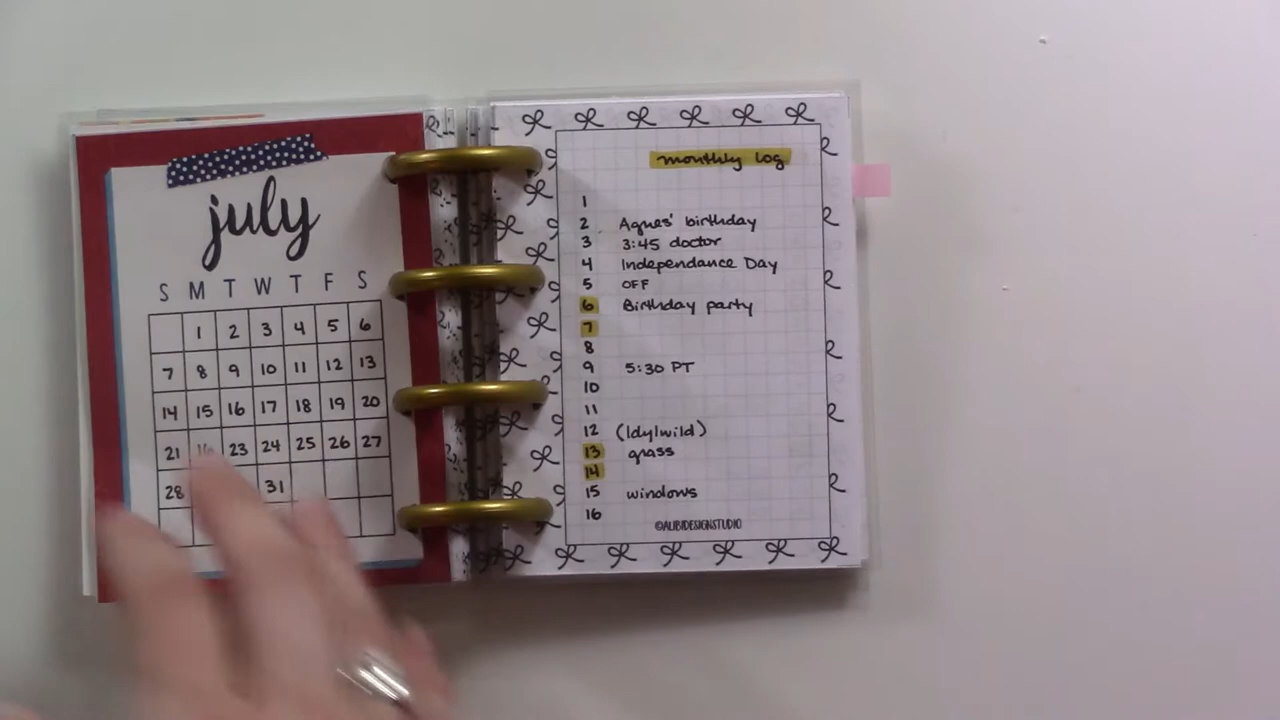 july
S M T W T F S
1 2 3 4 5 6
7 8 9 10 11 12 13
14 15 16 17 18 19 20
21 23 24 25 26 27
28 31
monthly log
1
2 Agnes' birthday
3 3:45 doctor
4 Independance Day
5 OFF
6 Birthday party
7
8
9 5:30 PT
10
11
12 (Idylwild)
13 grass
14
15 windows
16
©ALIBIDESIGNSTUDIO